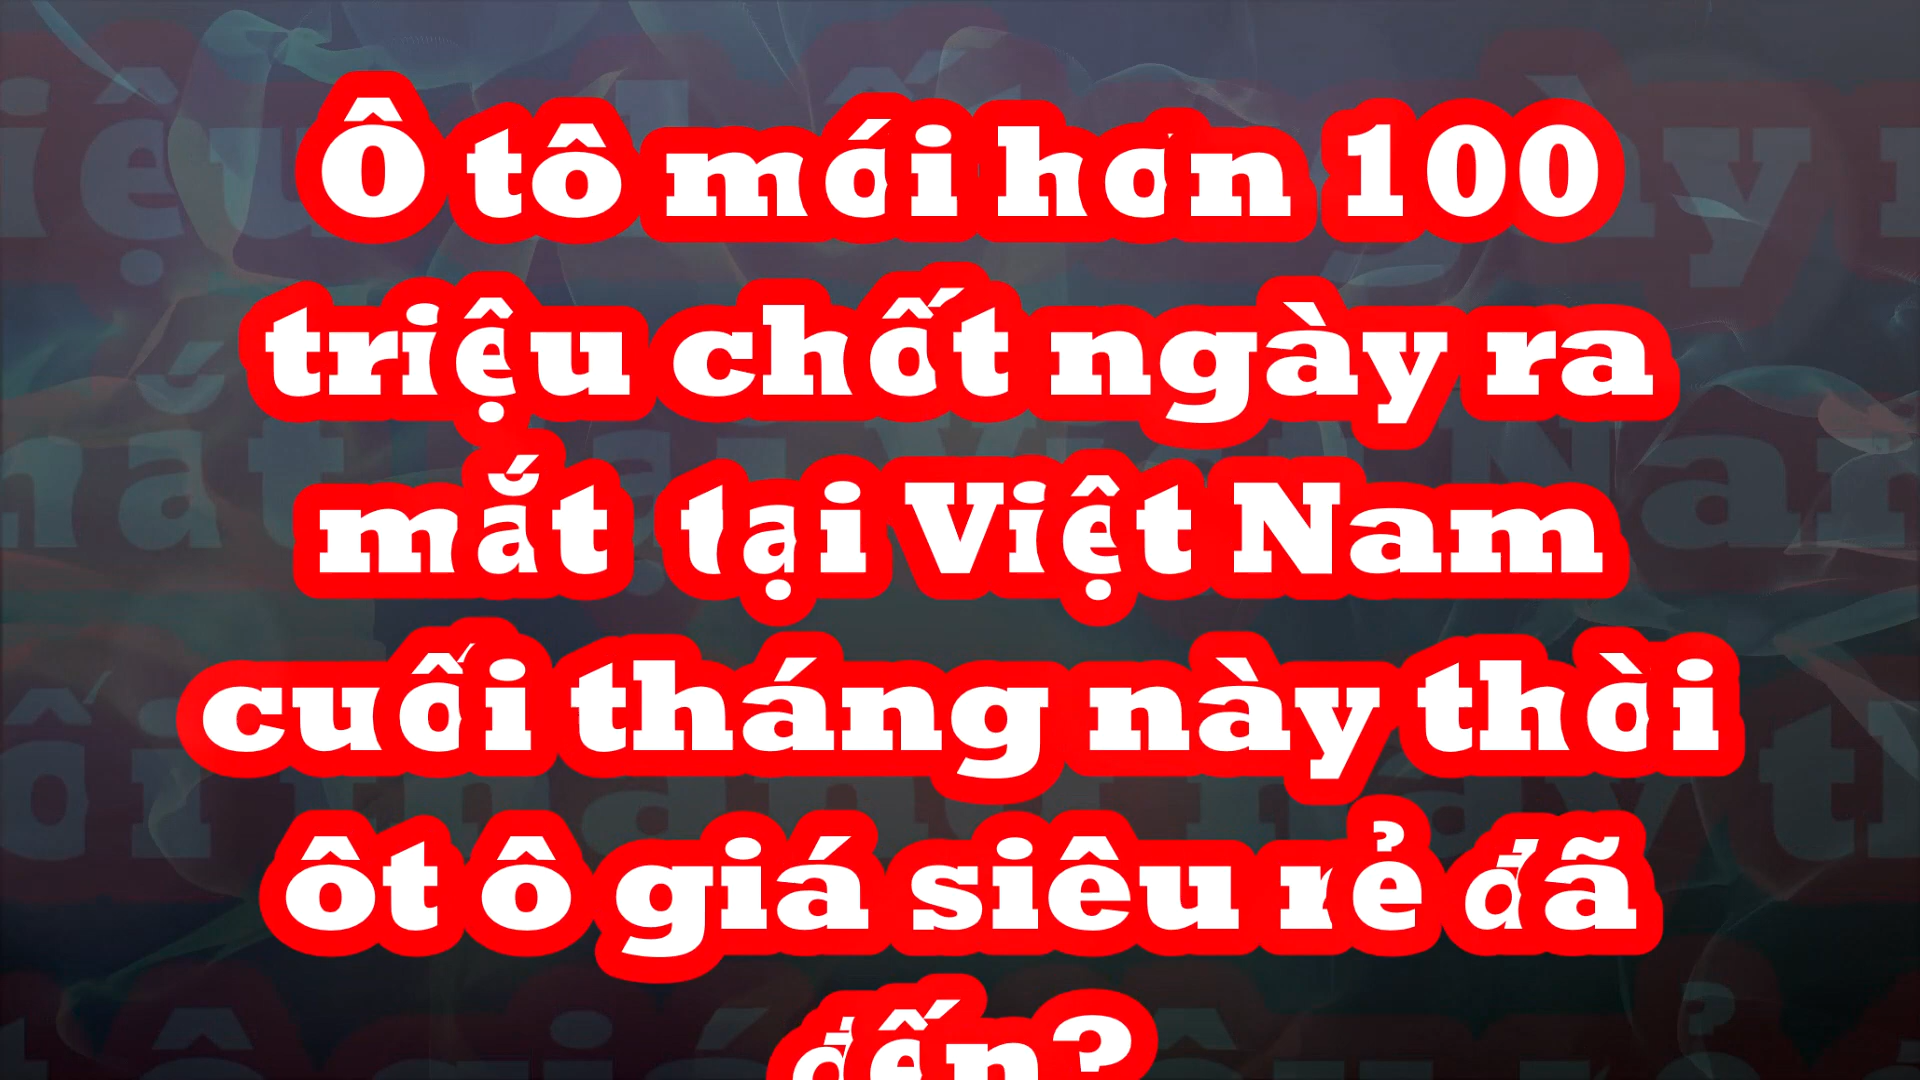 Ô tô mới hơn 100
triệu chốt ngày ra
mắt tại Việt Nam
cuối tháng này thời
ôt ô giá siêu rẻ đã
đến?